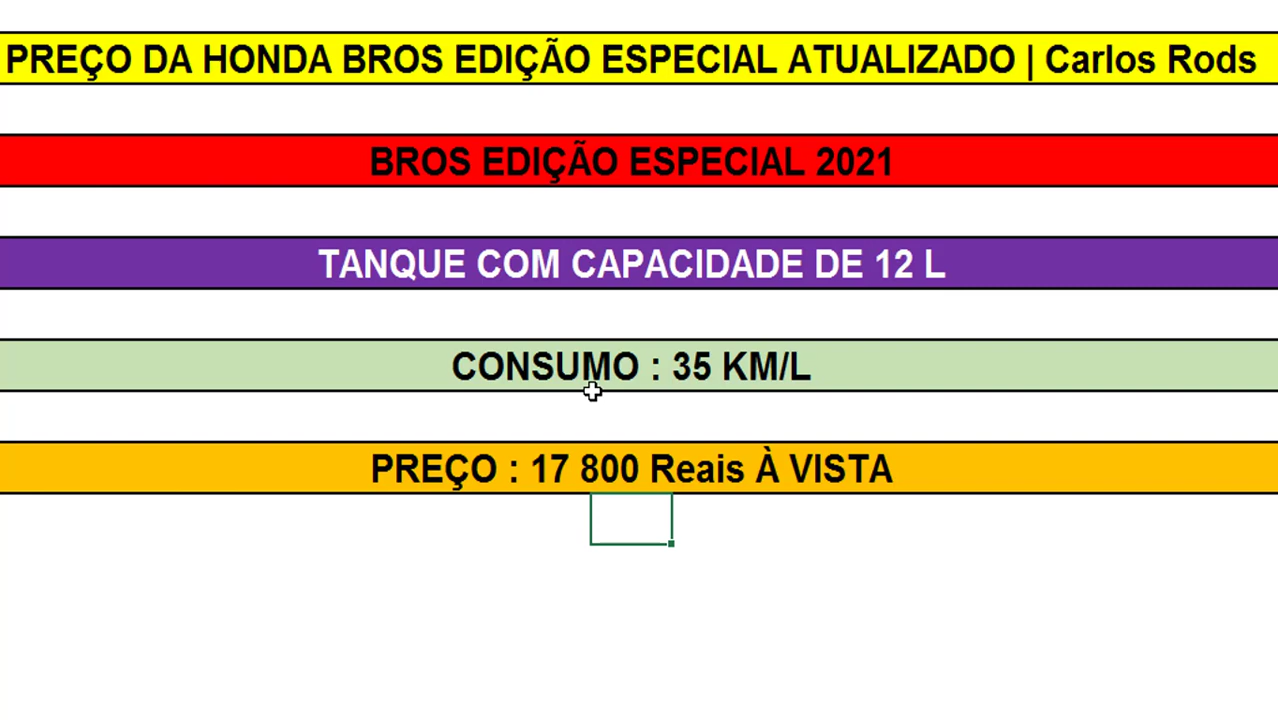 PREÇO DA HONDA BROS EDIÇÃO ESPECIAL ATUALIZADO | Carlos Rods
BROS EDIÇÃO ESPECIAL 2021
TANQUE COM CAPACIDADE DE 12 L
CONSUMO : 35 KM/L
PREÇO : 17 800 Reais À VISTA